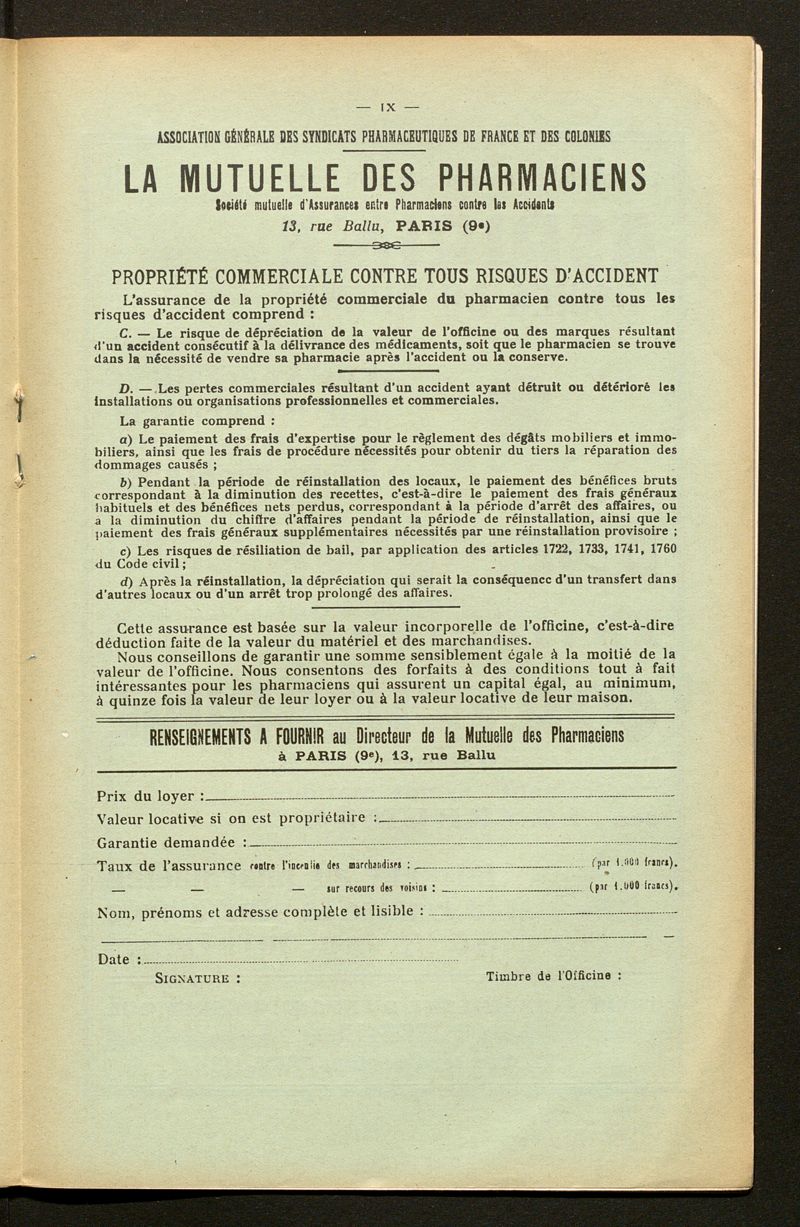 — IX —
ASSOCIATION GÉNÉRALE DES SYNDICATS PHARMACEUTIQUES DE FRANCE ET DES COLONIES
LA MUTUELLE DES PHARMACIENS
Société mutuelle d'Assurances entre Pharmaciens contre les Accidents
13, rue Ballu, PARIS (9e)
PROPRIÉTÉ COMMERCIALE CONTRE TOUS RISQUES D'ACCIDENT
L'assurance de la propriété commerciale du pharmacien contre tous les
risques d'accident comprend :
C. — Le risque de dépréciation de la valeur de l'officine ou des marques résultant
d'un accident consécutif à la délivrance des médicaments, soit que le pharmacien se trouve
dans la nécessité de vendre sa pharmacie après l'accident ou la conserve.
D. — Les pertes commerciales résultant d'un accident ayant détruit ou détérioré les
installations ou organisations professionnelles et commerciales.
La garantie comprend :
a) Le paiement des frais d'expertise pour le règlement des dégâts mobiliers et immo-
biliers, ainsi que les frais de procédure nécessités pour obtenir du tiers la réparation des
dommages causés ;
b) Pendant la période de réinstallation des locaux, le paiement des bénéfices bruts
correspondant à la diminution des recettes, c'est-à-dire le paiement des frais généraux
habituels et des bénéfices nets perdus, correspondant à la période d'arrêt des affaires, ou
a la diminution du chiffre d'affaires pendant la période de réinstallation, ainsi que le
paiement des frais généraux supplémentaires nécessités par une réinstallation provisoire ;
c) Les risques de résiliation de bail, par application des articles 1722, 1733, 1741, 1760
du Code civil ;
d) Après la réinstallation, la dépréciation qui serait la conséquence d'un transfert dans
d'autres locaux ou d'un arrêt trop prolongé des affaires.
Cette assurance est basée sur la valeur incorporelle de l'officine, c'est-à-dire
déduction faite de la valeur du matériel et des marchandises.
Nous conseillons de garantir une somme sensiblement égale à la moitié de la
valeur de l'officine. Nous consentons des forfaits à des conditions tout à fait
intéressantes pour les pharmaciens qui assurent un capital égal, au minimum,
à quinze fois la valeur de leur loyer ou à la valeur locative de leur maison.
RENSEIGNEMENTS A FOURNIR au Directeur de la Mutuelle des Pharmaciens
à PARIS (9e), 13, rue Ballu
Prix du loyer :
Valeur locative si on est propriétaire :
Garantie demandée :
Taux de l'assurance contre l'incendie des marchandises : (par 1.000 francs).
— — — sur recours des voisins : (par 1.000 francs).
Nom, prénoms et adresse complète et lisible :
Date :
SIGNATURE : Timbre de l'Officine :